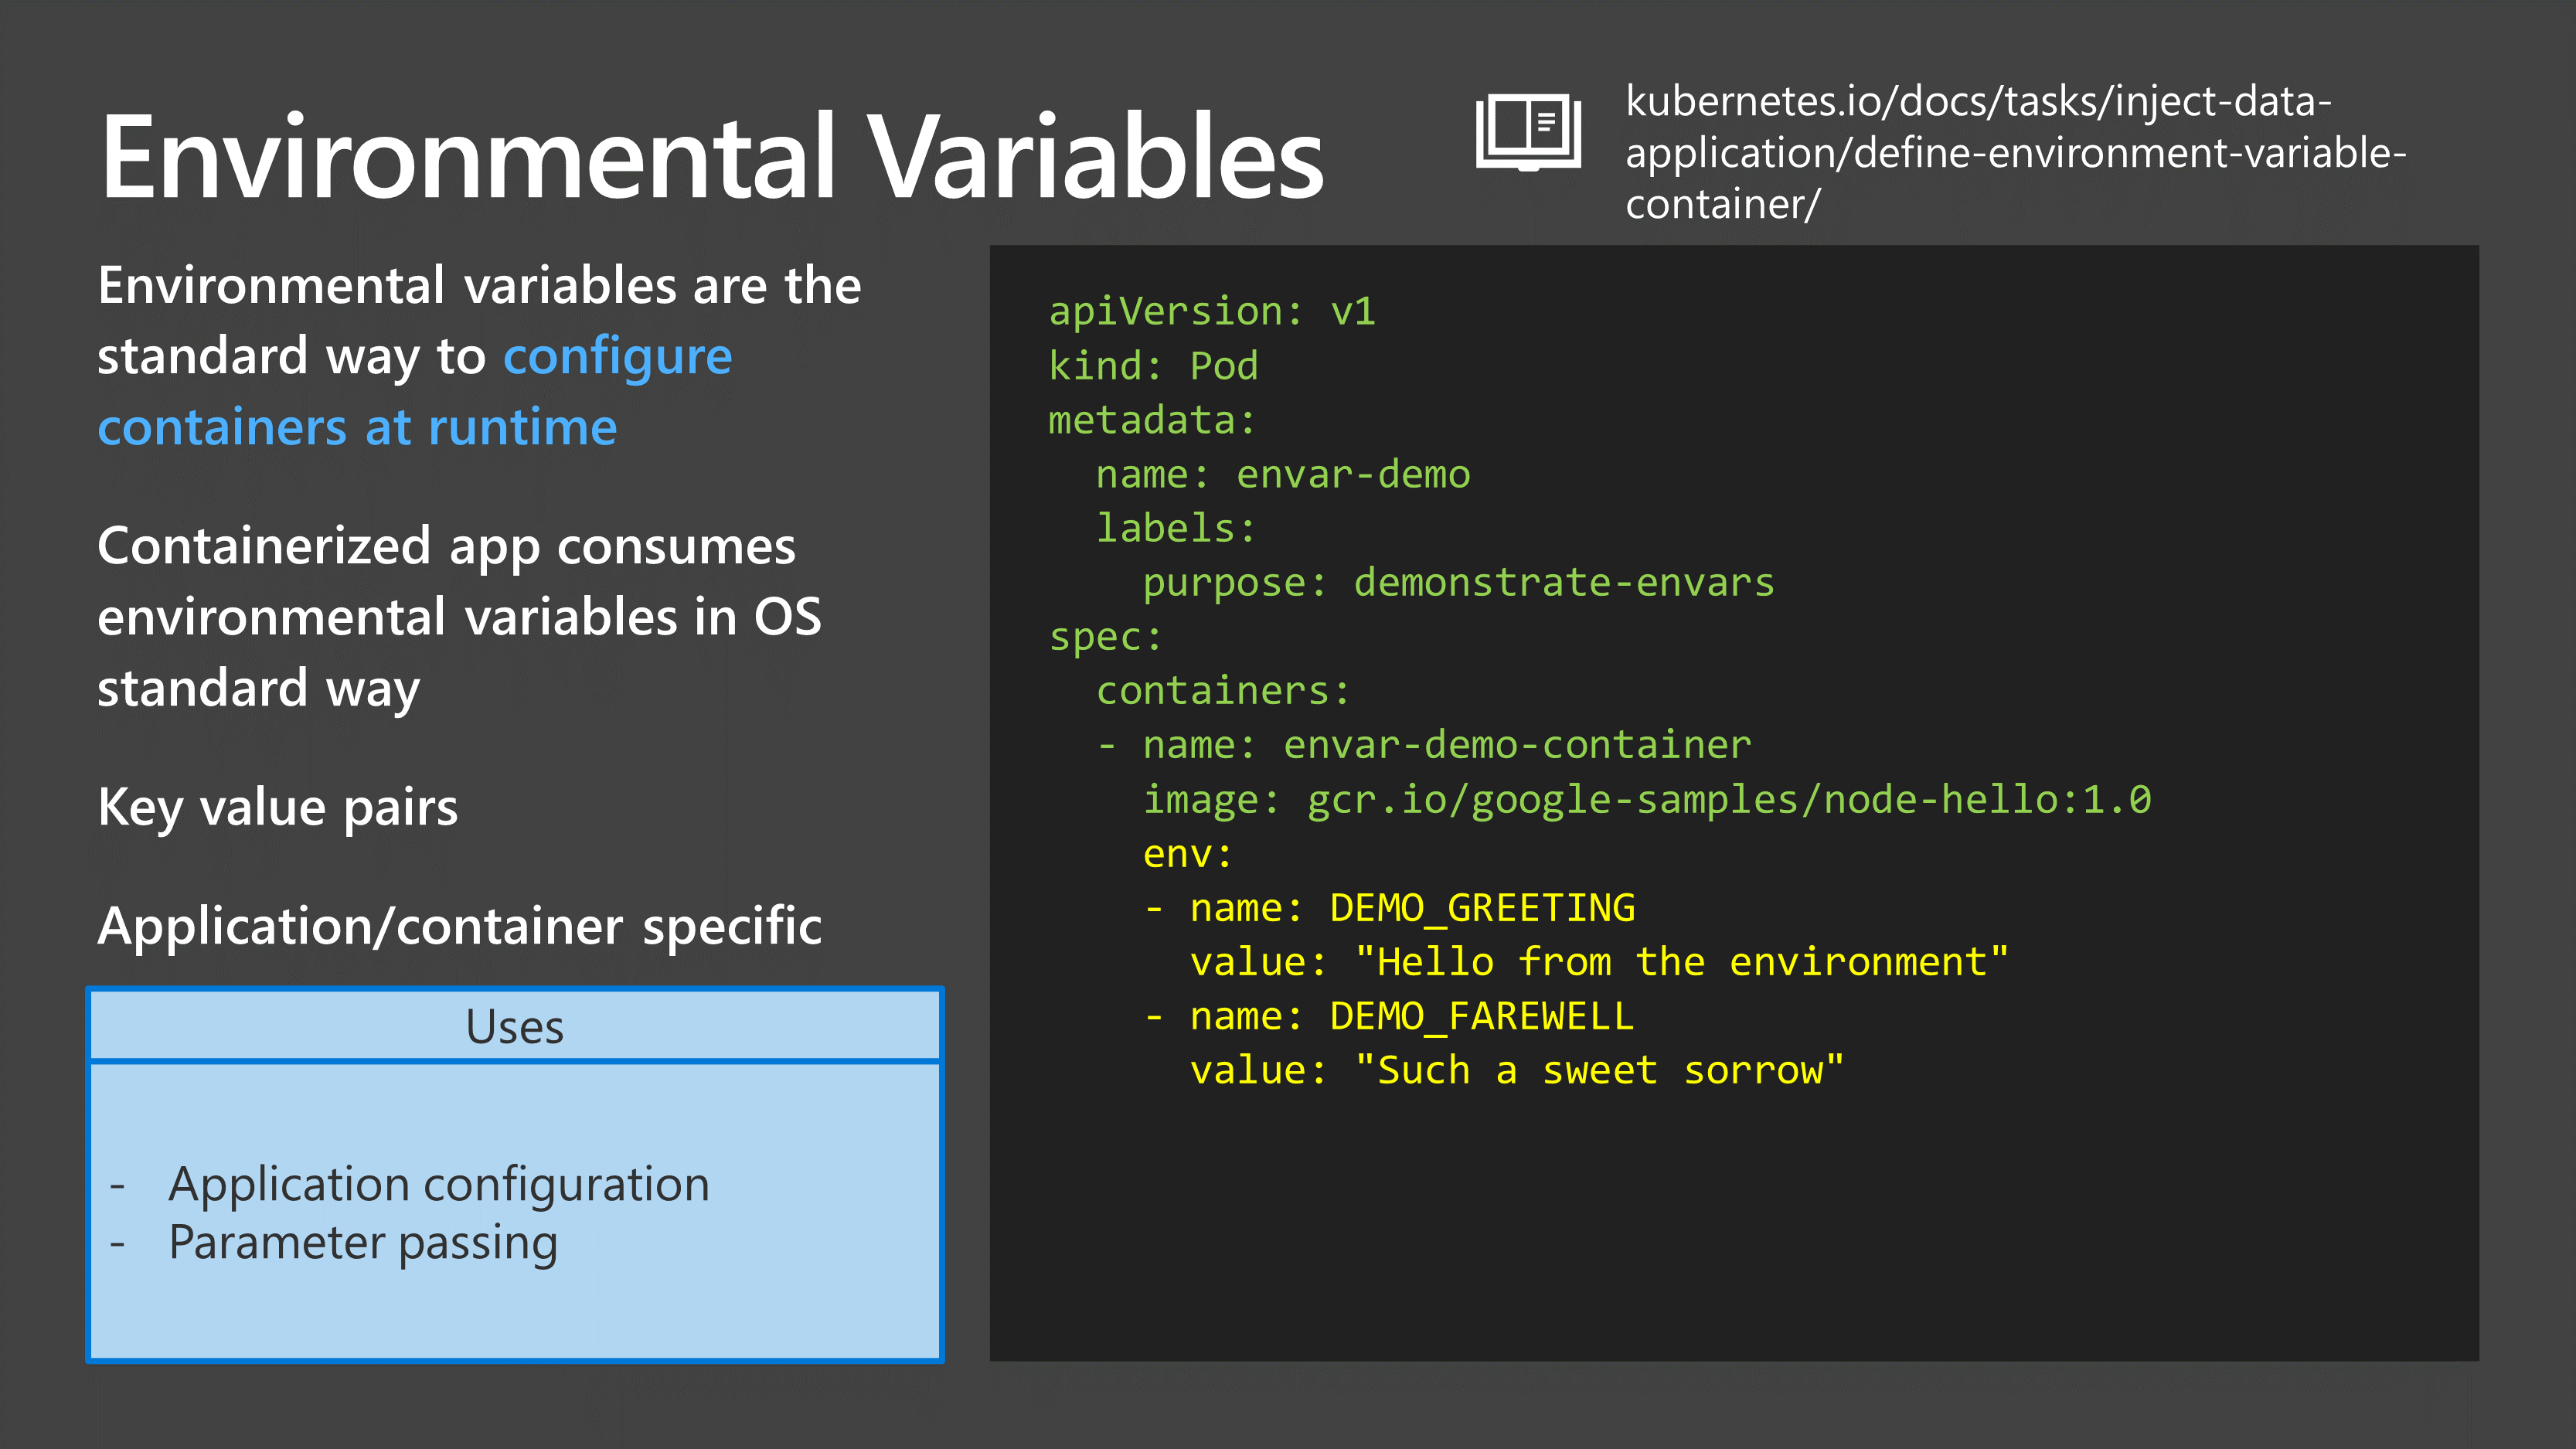 Environmental Variables
kubernetes.io/docs/tasks/inject-data-
application/define-environment-variable-
container/
Environmental variables are the
standard way to configure
containers at runtime
Containerized app consumes
environmental variables in OS
standard way
Key value pairs
Application/container specific
Uses
- Application configuration
- Parameter passing
apiVersion: v1
kind: Pod
metadata:
  name: envar-demo
  labels:
    purpose: demonstrate-envars
spec:
  containers:
  - name: envar-demo-container
    image: gcr.io/google-samples/node-hello:1.0
    env:
    - name: DEMO_GREETING
      value: "Hello from the environment"
    - name: DEMO_FAREWELL
      value: "Such a sweet sorrow"